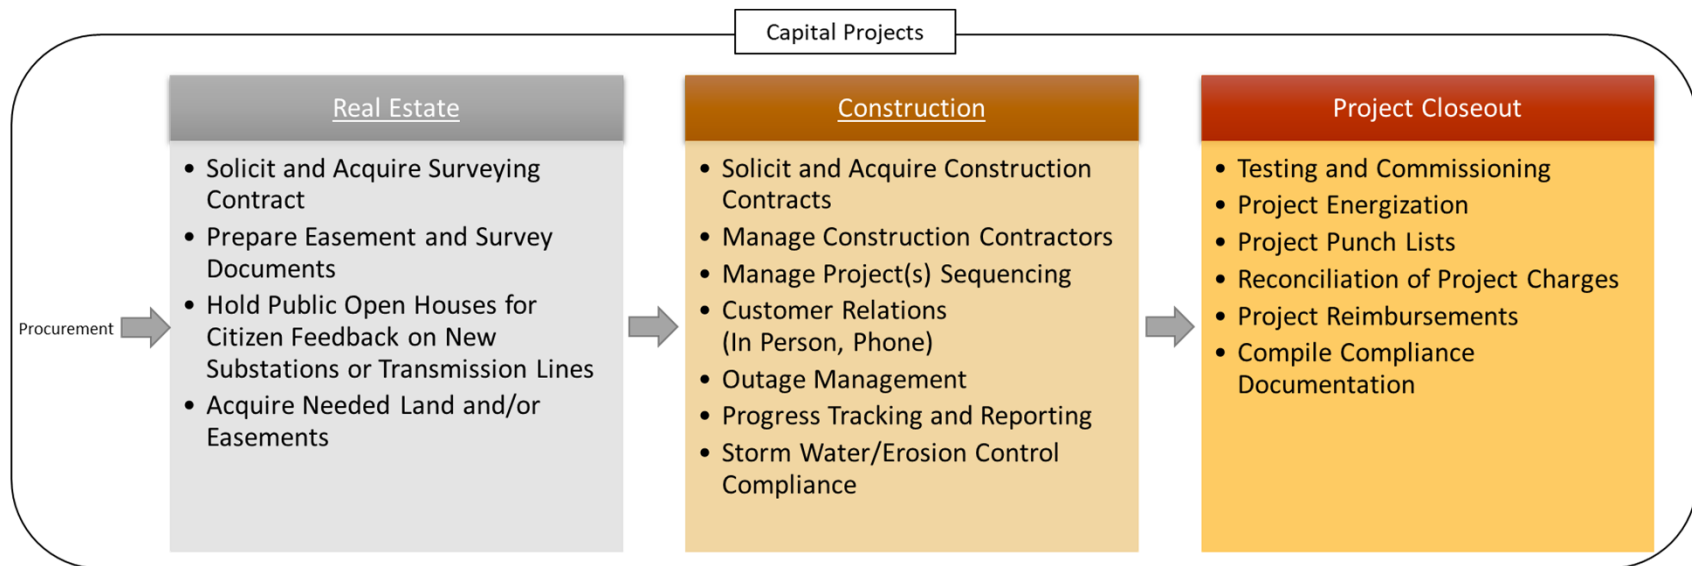 Capital Projects
Procurement
Real Estate
• Solicit and Acquire Surveying
Contract
• Prepare Easement and Survey
Documents
• Hold Public Open Houses for
Citizen Feedback on New
Substations or Transmission Lines
• Acquire Needed Land and/or
Easements
Construction
• Solicit and Acquire Construction
Contracts
• Manage Construction Contractors
• Manage Project(s) Sequencing
• Customer Relations
(In Person, Phone)
• Outage Management
• Progress Tracking and Reporting
• Storm Water/Erosion Control
Compliance
Project Closeout
• Testing and Commissioning
• Project Energization
• Project Punch Lists
• Reconciliation of Project Charges
• Project Reimbursements
• Compile Compliance
Documentation